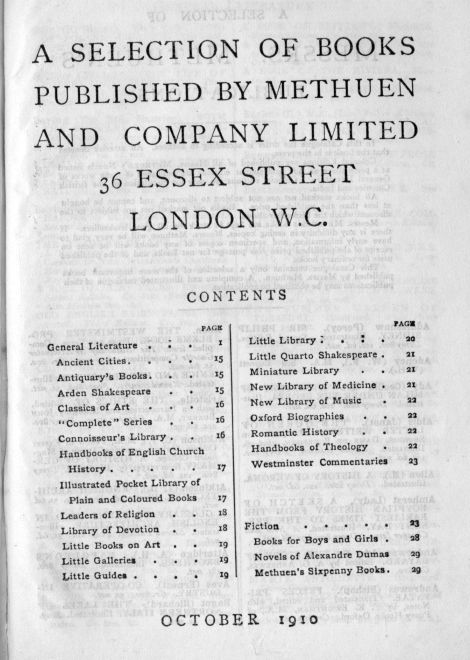 A SELECTION OF BOOKS
PUBLISHED BY METHUEN
AND COMPANY LIMITED
36 ESSEX STREET
LONDON W.C.
CONTENTS
PAGE
General Literature . . . 1
Ancient Cities. . . . 15
Antiquary's Books. . . 15
Arden Shakespeare . . 15
Classics of Art . . . 16
"Complete" Series . . 16
Connoisseur's Library . . 16
Handbooks of English Church
History . . . . . 17
Illustrated Pocket Library of
Plain and Coloured Books 17
Leaders of Religion . . 18
Library of Devotion . . 18
Little Books on Art . . 19
Little Galleries . . . 19
Little Guides . . . . 19
PAGE
Little Library . . . . 20
Little Quarto Shakespeare . 21
Miniature Library . . 21
New Library of Medicine . 21
New Library of Music . 22
Oxford Biographies . . 22
Romantic History . . 22
Handbooks of Theology . 22
Westminster Commentaries 23
Fiction . . . . . . 23
Books for Boys and Girls . 28
Novels of Alexandre Dumas 29
Methuen's Sixpenny Books. . 29
OCTOBER 1910